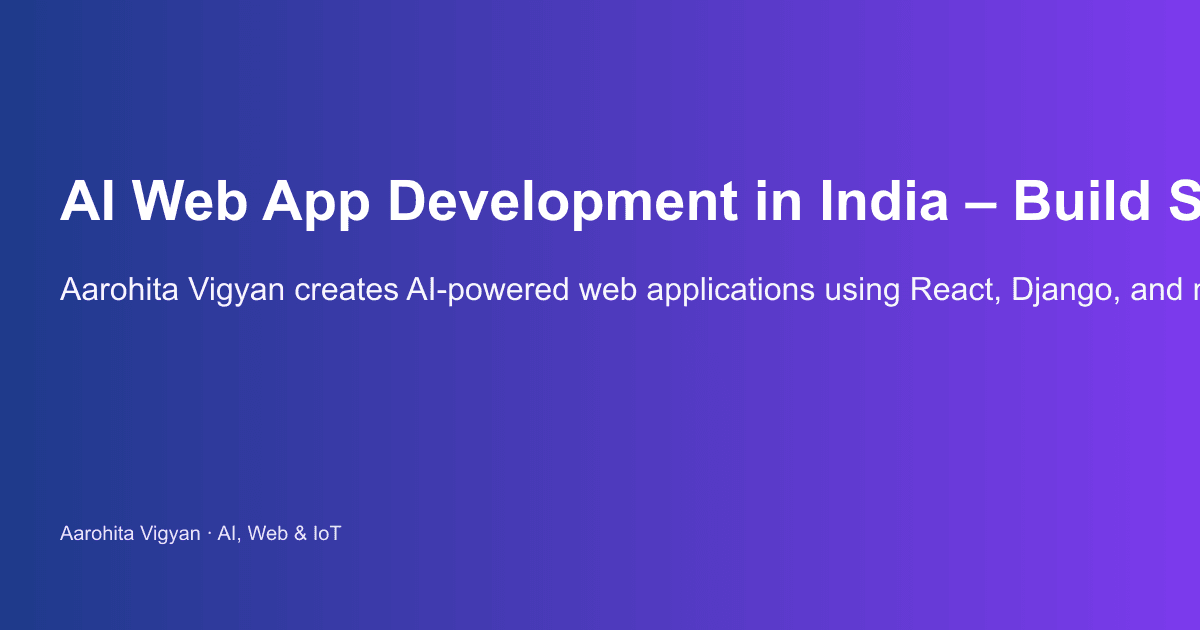 AI Web App Development in India – Build
Aarohita Vigyan creates AI-powered web applications using React, Django, and
Aarohita Vigyan · AI, Web & IoT